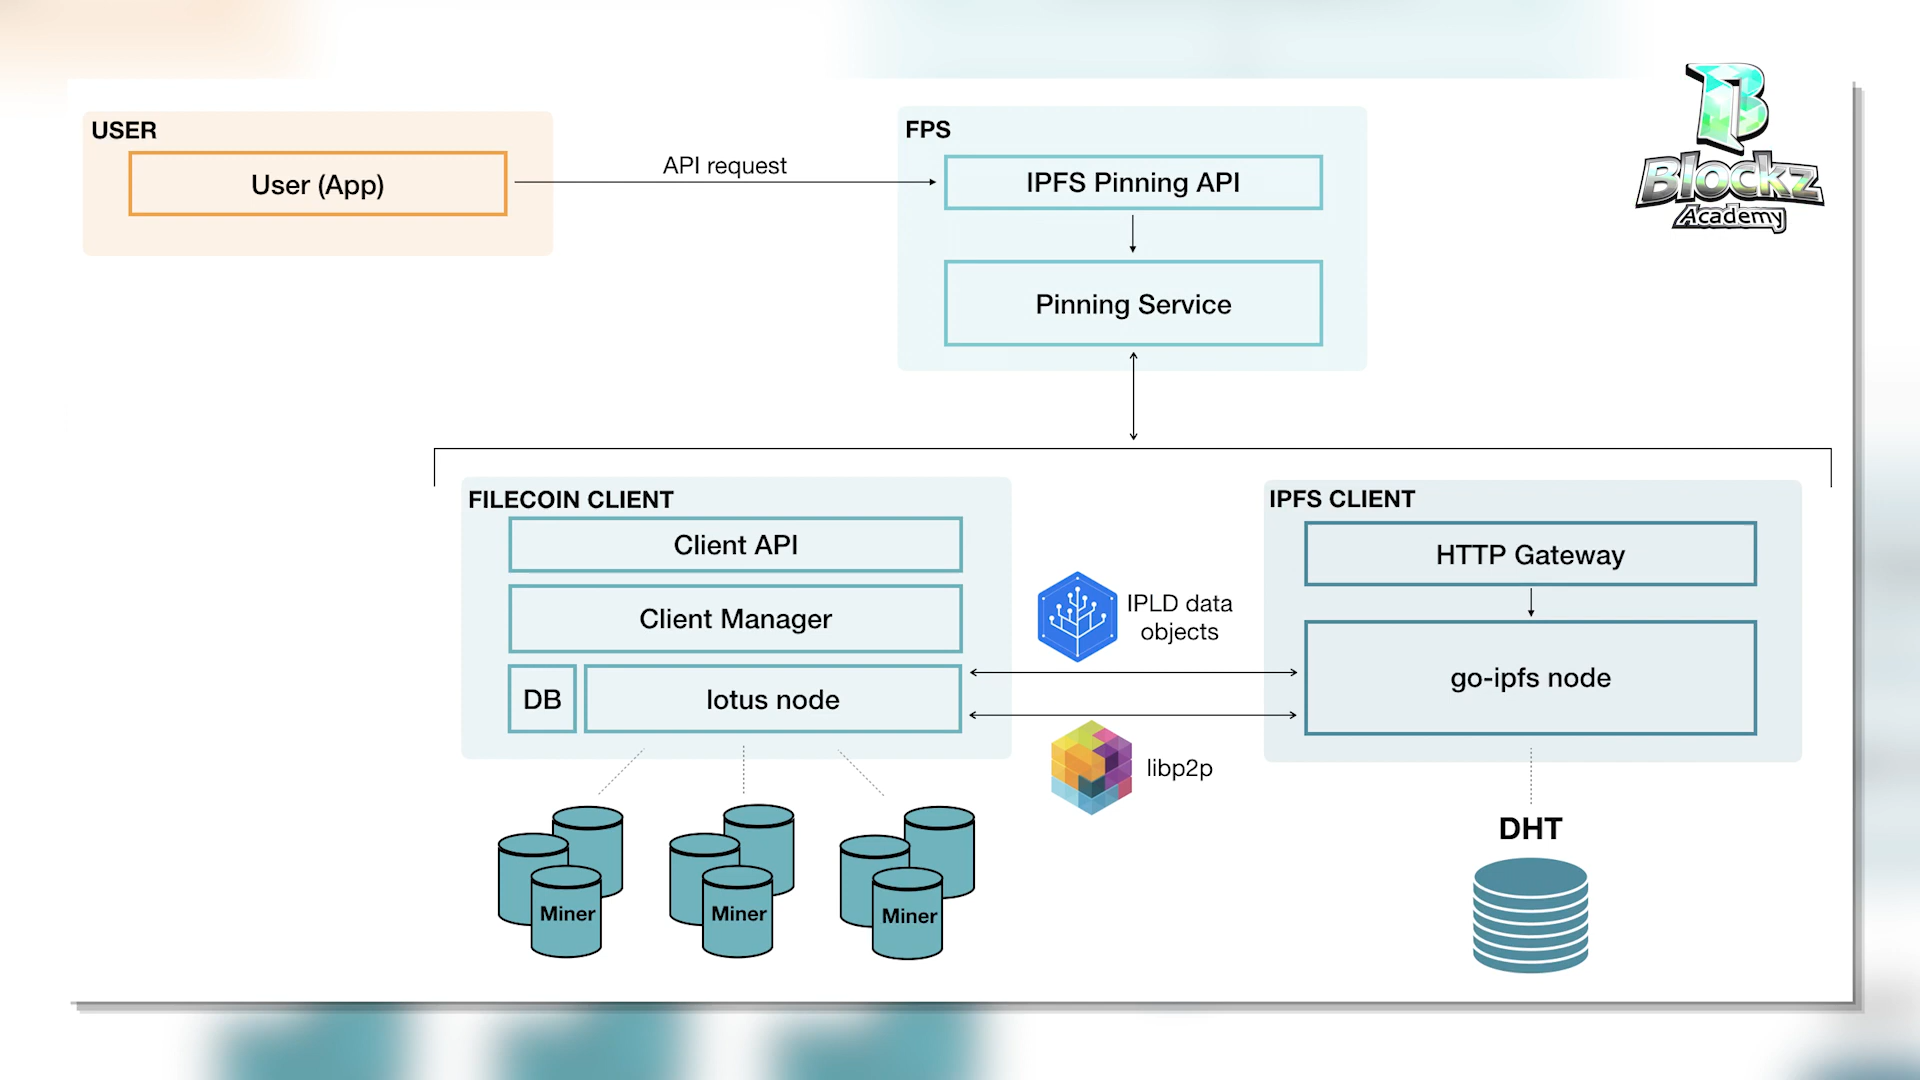 USER
User (App)
API request
FPS
IPFS Pinning API
Pinning Service
Blockz
Academy
FILECOIN CLIENT
Client API
Client Manager
DB
lotus node
IPLD data
objects
libp2p
IPFS CLIENT
HTTP Gateway
go-ipfs node
Miner
Miner
Miner
DHT